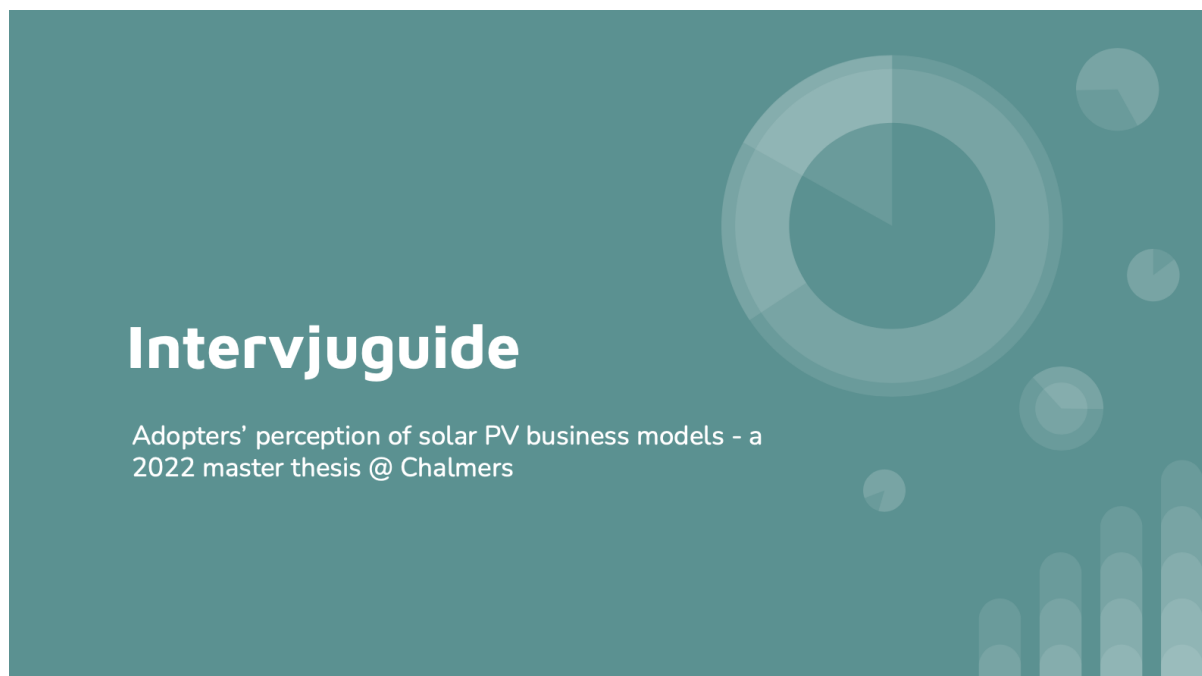 Intervjuguide
Adopters’ perception of solar PV business models - a
2022 master thesis @ Chalmers